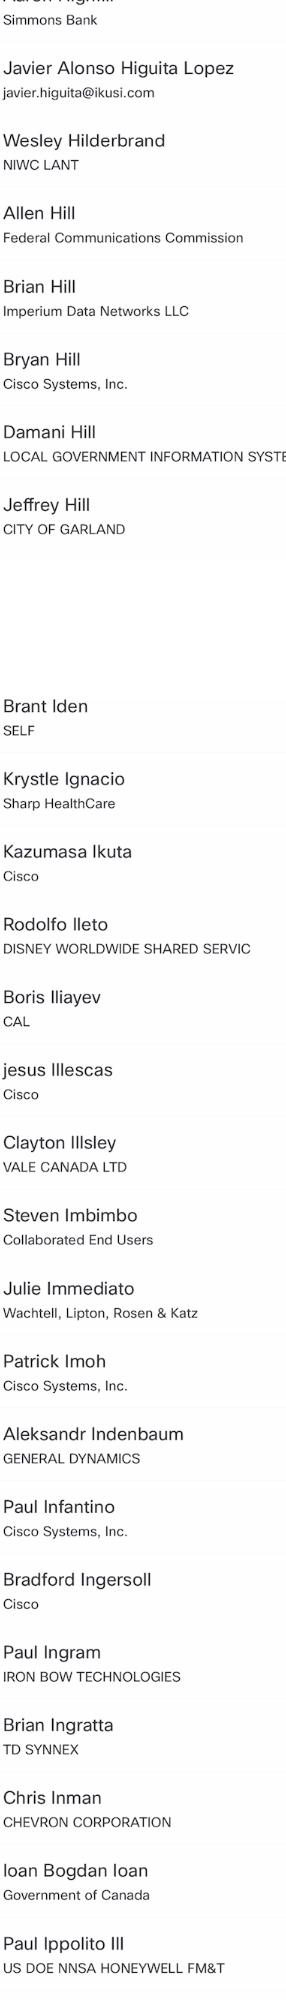 Simmons Bank
Javier Alonso Higuita Lopez
javier.higuita@ikusi.com
Wesley Hilderbrand
NIWC LANT
Allen Hill
Federal Communications Commission
Brian Hill
Imperium Data Networks LLC
Bryan Hill
Cisco Systems, Inc.
Damani Hill
LOCAL GOVERNMENT INFORMATION SYSTE
Jeffrey Hill
CITY OF GARLAND
Brant Iden
SELF
Krystle Ignacio
Sharp HealthCare
Kazumasa Ikuta
Cisco
Rodolfo Ileto
DISNEY WORLDWIDE SHARED SERVIC
Boris Iliayev
CAL
jesus Illescas
Cisco
Clayton Illsley
VALE CANADA LTD
Steven Imbimbo
Collaborated End Users
Julie Immediato
Wachtell, Lipton, Rosen & Katz
Patrick Imoh
Cisco Systems, Inc.
Aleksandr Indenbaum
GENERAL DYNAMICS
Paul Infantino
Cisco Systems, Inc.
Bradford Ingersoll
Cisco
Paul Ingram
IRON BOW TECHNOLOGIES
Brian Ingratta
TD SYNNEX
Chris Inman
CHEVRON CORPORATION
Ioan Bogdan Ioan
Government of Canada
Paul Ippolito III
US DOE NNSA HONEYWELL FM&T